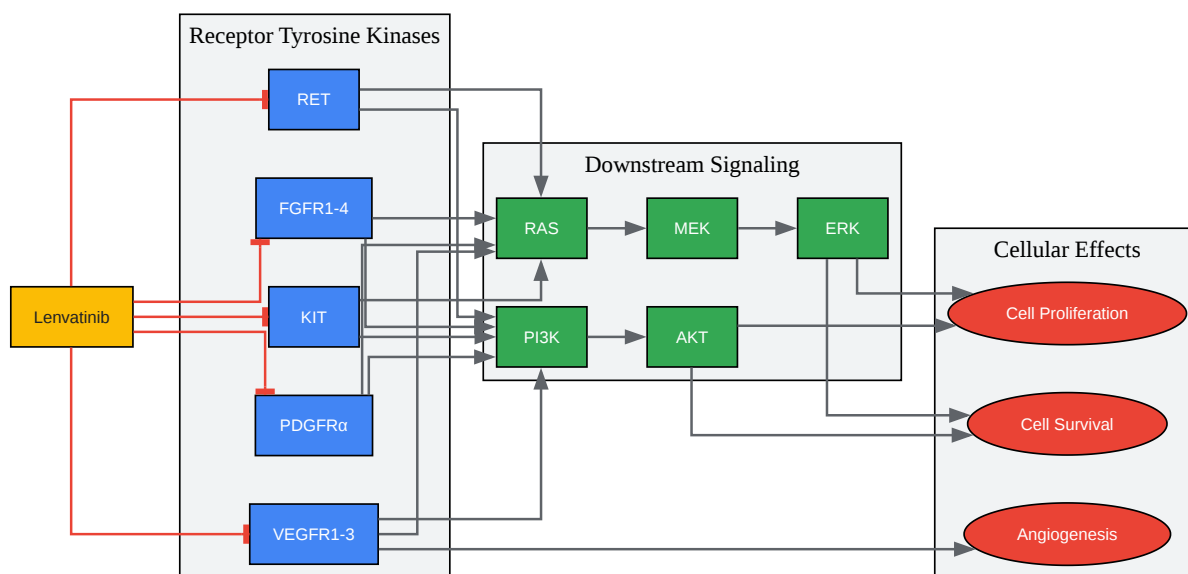 Receptor Tyrosine Kinases
RET
FGFR1-4
KIT
PDGFRα
VEGFR1-3
Lenvatinib
Downstream Signaling
RAS
MEK
ERK
PI3K
AKT
Cellular Effects
Cell Proliferation
Cell Survival
Angiogenesis